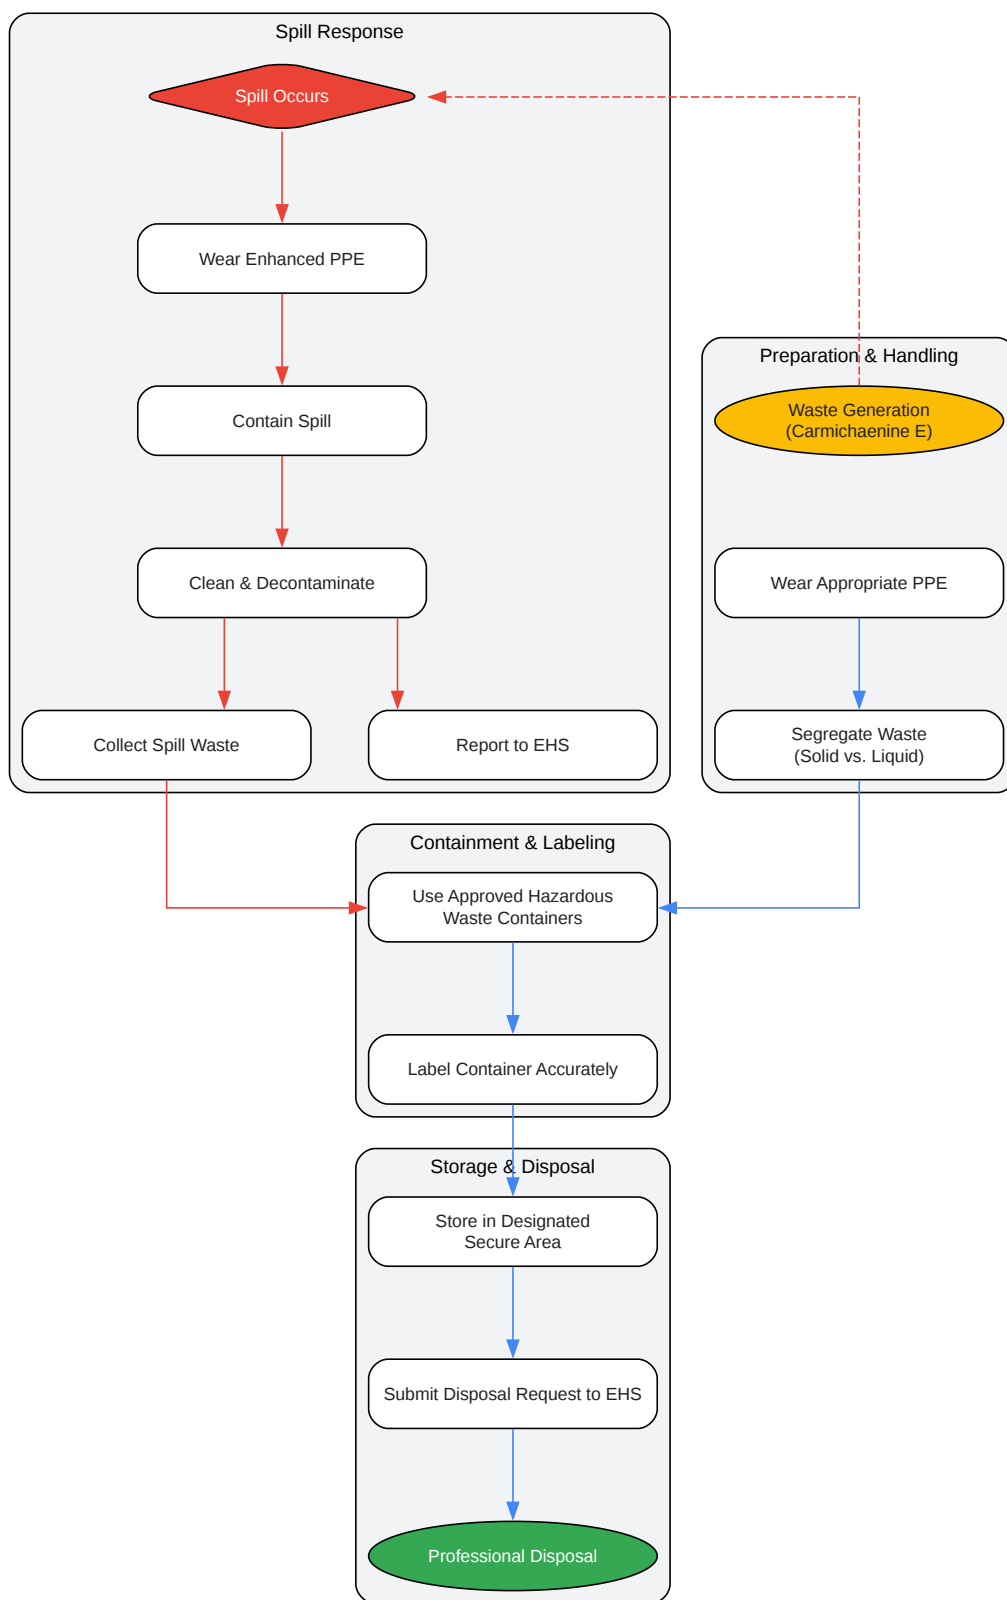 Spill Response
Spill Occurs
Wear Enhanced PPE
Contain Spill
Clean & Decontaminate
Collect Spill Waste
Report to EHS
Preparation & Handling
Waste Generation
(Carmichaenine E)
Wear Appropriate PPE
Segregate Waste
(Solid vs. Liquid)
Containment & Labeling
Use Approved Hazardous
Waste Containers
Label Container Accurately
Storage & Disposal
Store in Designated
Secure Area
Submit Disposal Request to EHS
Professional Disposal